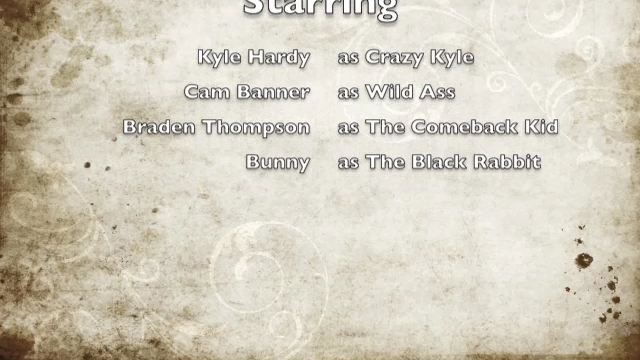 Starring
Kyle Hardy as Crazy Kyle
Cam Banner as Wild Ass
Braden Thompson as The Comeback Kid
Bunny as The Black Rabbit